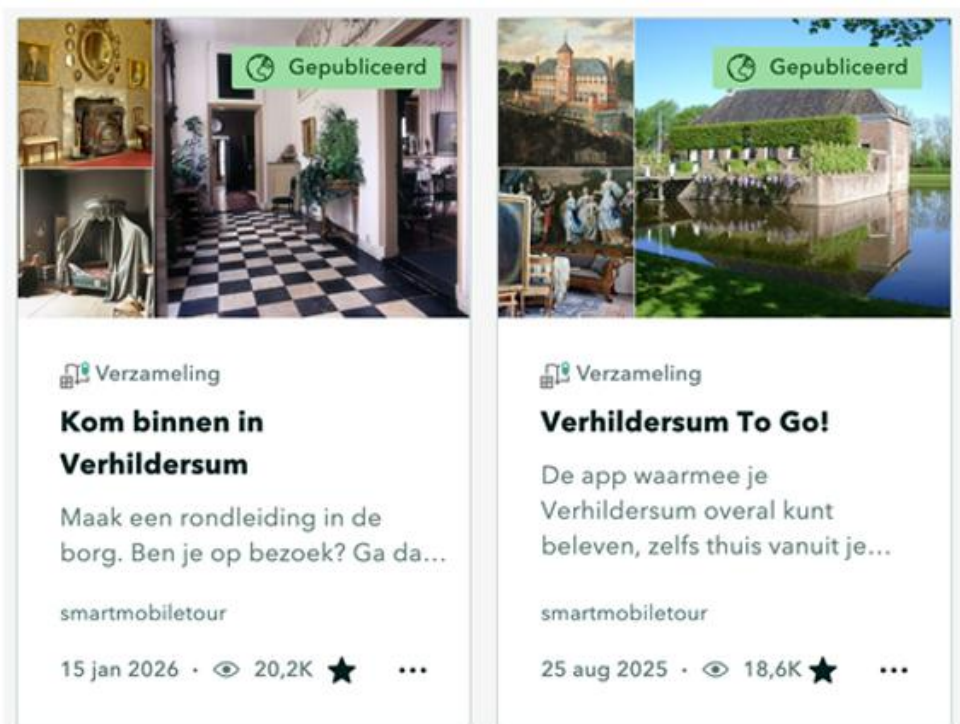 Gepubliceerd
Verzameling
Kom binnen in
Verhildersum
Maak een rondleiding in de
borg. Ben je op bezoek? Ga da...
smartmobiletour
15 jan 2026 · 20,2K
Gepubliceerd
Verzameling
Verhildersum To Go!
De app waarmee je
Verhildersum overal kunt
beleven, zelfs thuis vanuit je...
smartmobiletour
25 aug 2025 · 18,6K